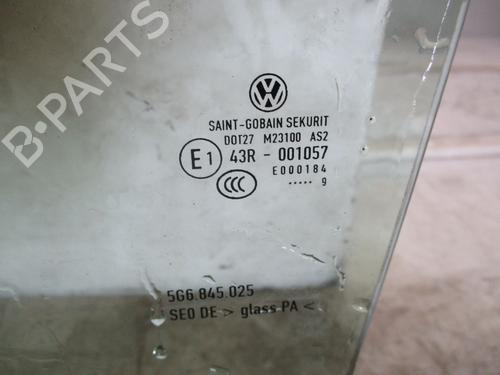 B-PARTS
SAINT-GOBAIN SEKURIT
DOT27 M23100 AS2
E1 43R - 001057
E000184
CCC
..... 9
5G6.845.025
SE0 DE > glass PA <